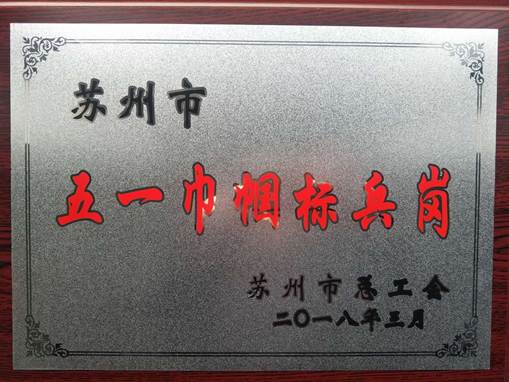 苏州市
五一巾帼标兵岗
苏州市总工会
二〇一八年三月